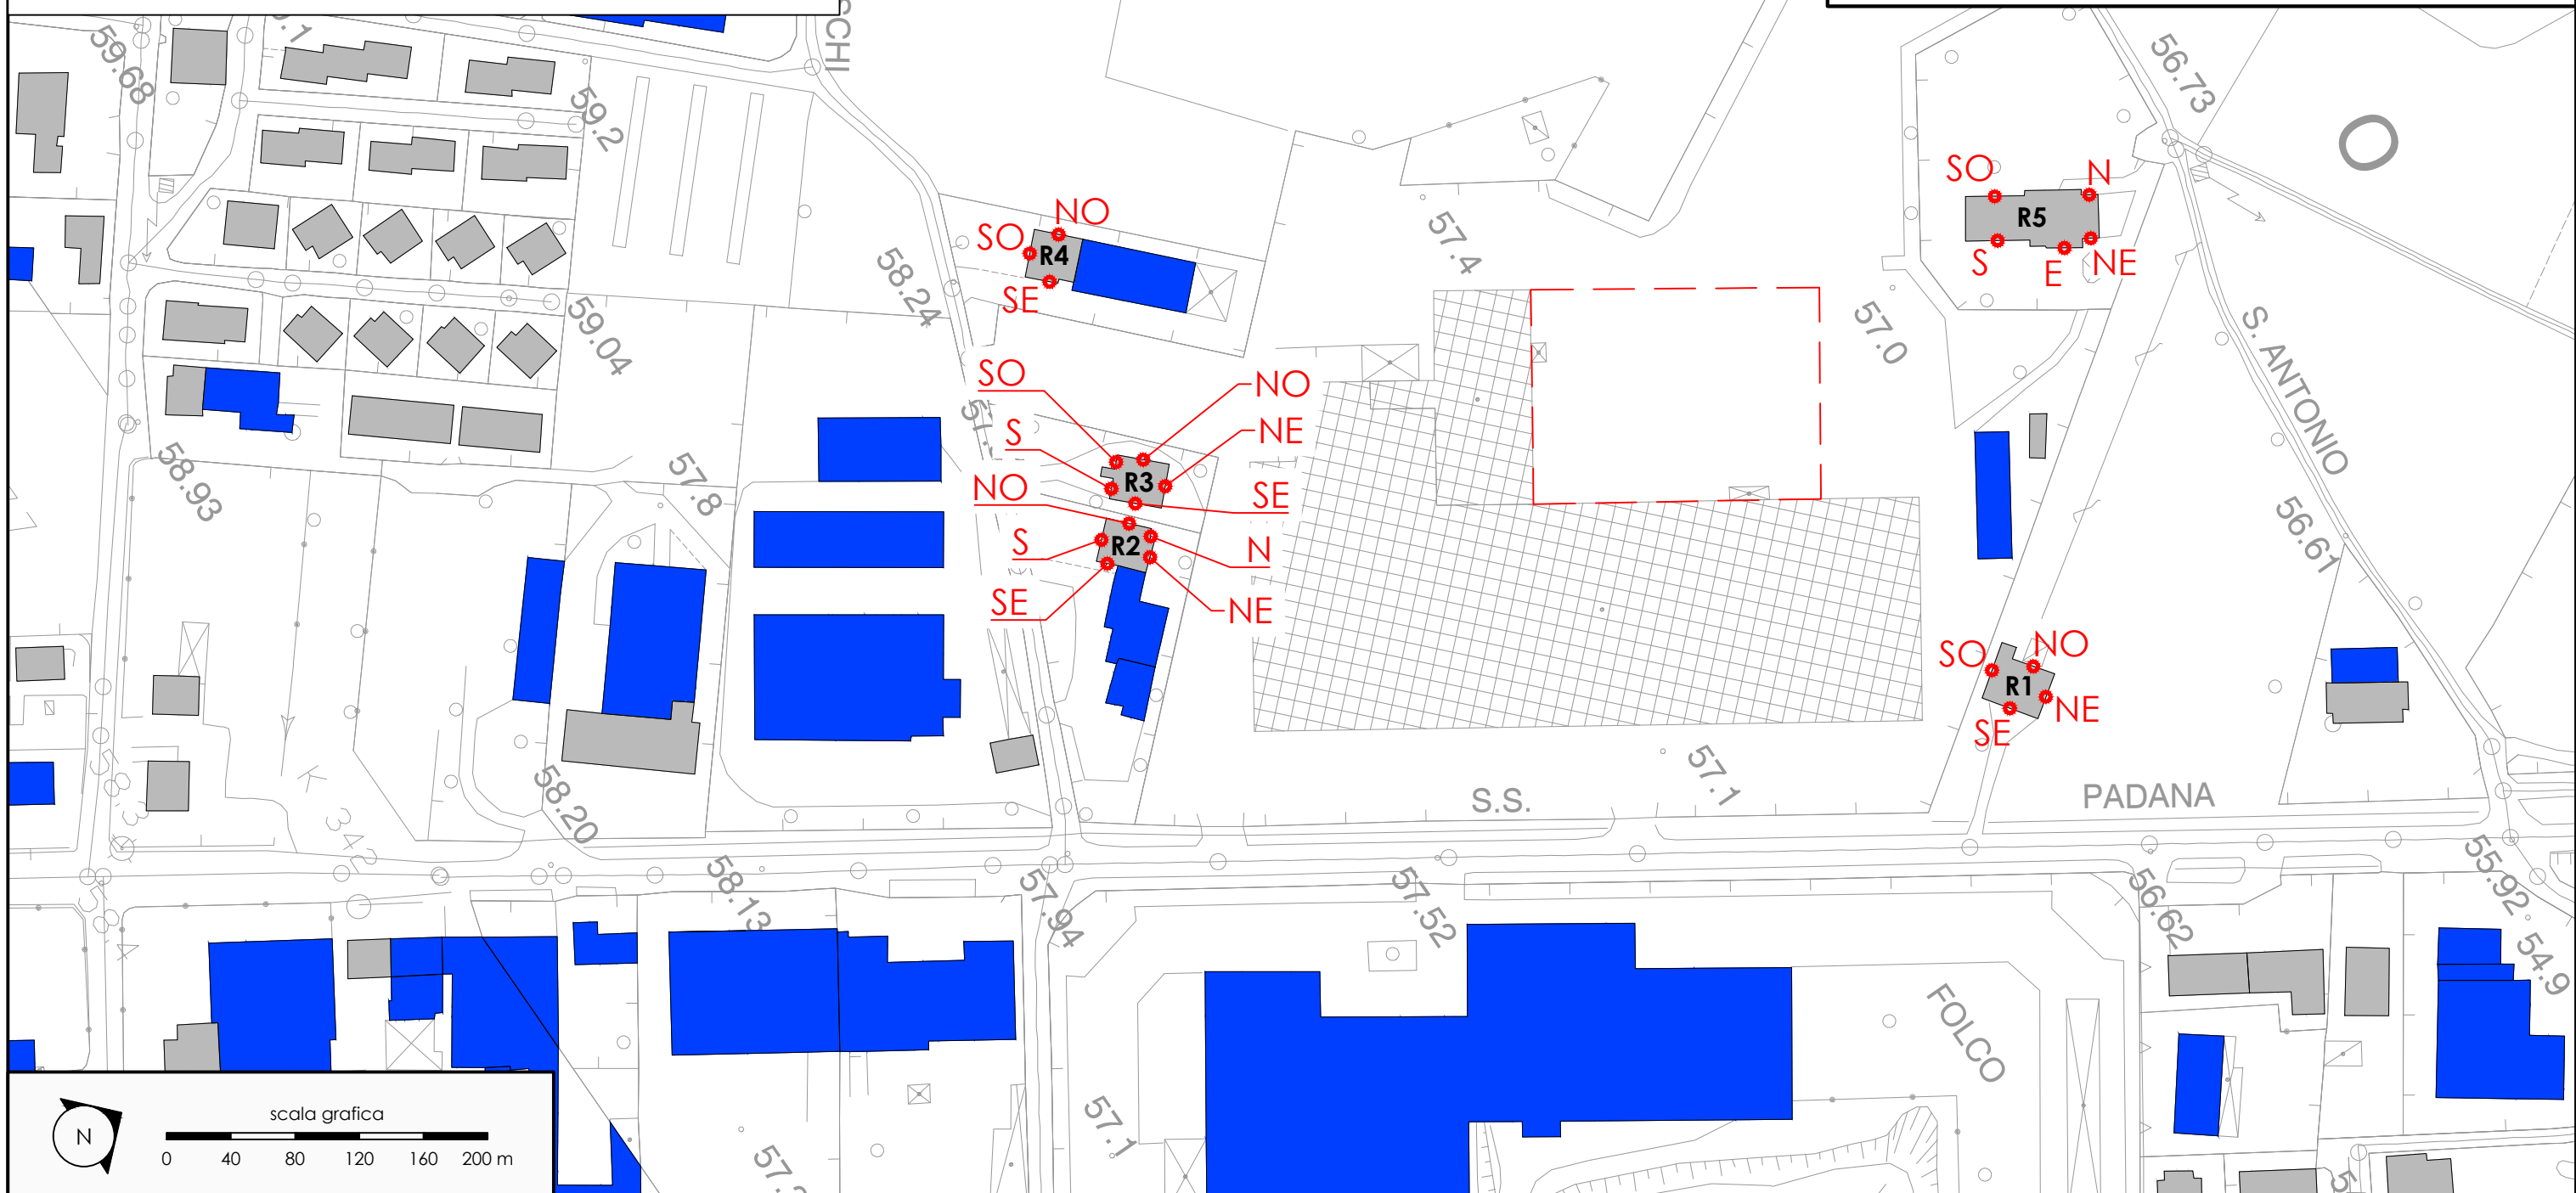 CHI
59.68
59.2
56.73
O
SO
N
R5
S
E
NE
NO
SO
R4
SE
57.4
58.24
57.0
59.04
S. ANTONIO
SO
NO
S
NE
R3
NO
SE
S
R2
N
SE
NE
58.93
57.8
56.61
SO
NO
R1
NE
SE
58.20
57.1
S.S.
PADANA
58.13
57.94
57.52
56.62
55.92
54.9
FOLCO
57.1
N
scala grafica
0 40 80 120 160 200 m